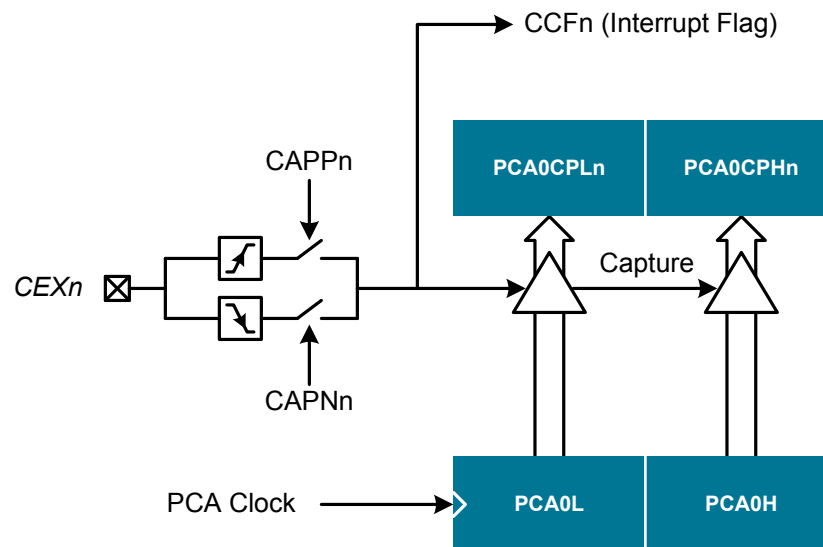 CCFn (Interrupt Flag)
PCA0CPLn
PCA0CPHn
CAPPn
Capture
CEXn
CAPNn
PCA Clock
PCA0L
PCA0H